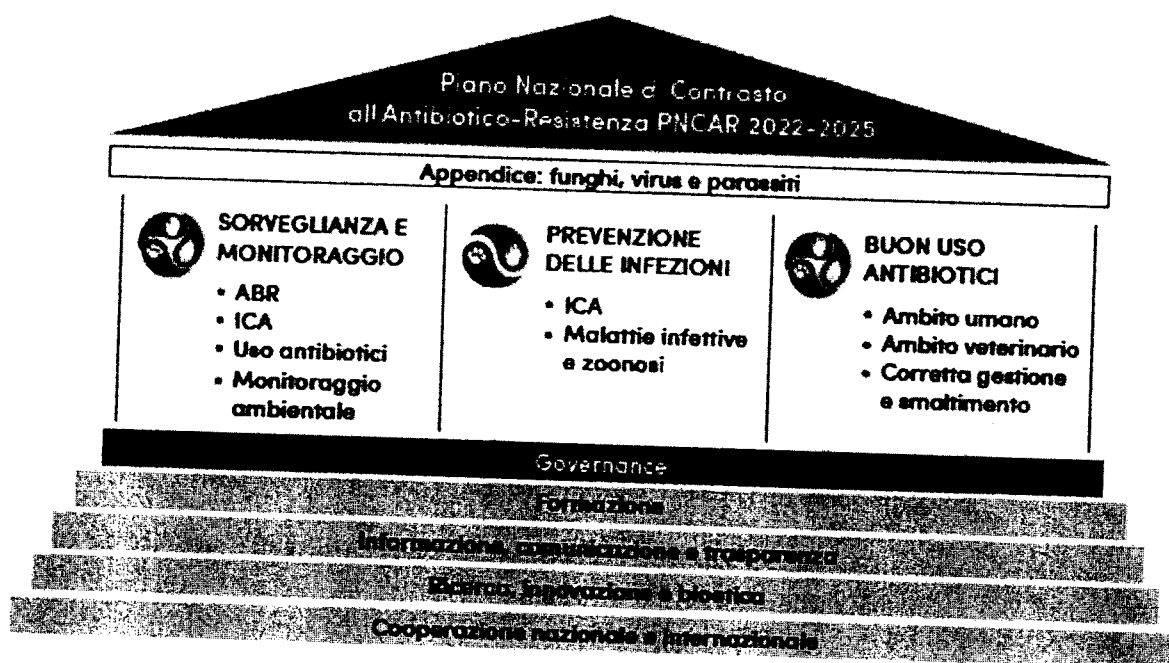 Piano Nazionale d Contrasto
all'Antibiotico-Resistenza PNCAR 2022-2025
Appendice: funghi, virus e parassiti
SORVEGLIANZA E
MONITORAGGIO
• ABR
• ICA
• Uso antibiotici
• Monitoraggio
ambientale
PREVENZIONE
DELLE INFEZIONI
• ICA
• Malattie infettive
e zoonosi
BUON USO
ANTIBIOTICI
• Ambito umano
• Ambito veterinario
• Corretta gestione
e smaltimento
Governance
Formazione
Informazione, comunicazione e trasparenza
Ricerca, innovazione e bioetica
Cooperazione nazionale e internazionale